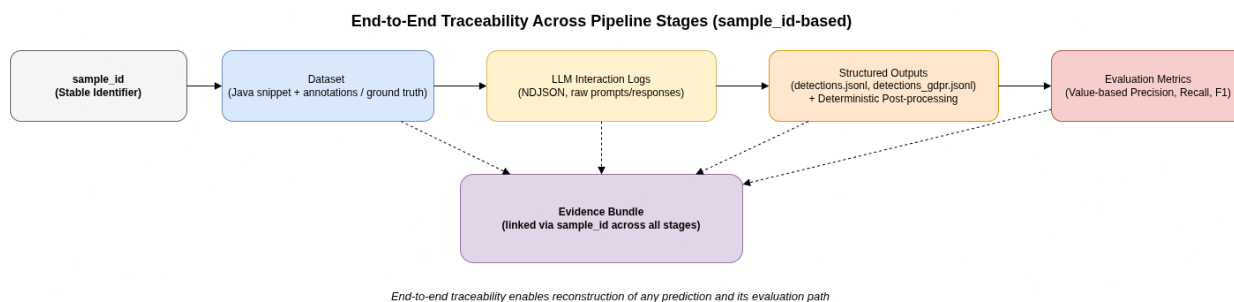 End-to-End Traceability Across Pipeline Stages (sample_id-based)
sample_id
(Stable Identifier)
Dataset
(Java snippet + annotations / ground truth)
LLM Interaction Logs
(NDJSON, raw prompts/responses)
Structured Outputs
(detections.jsonl, detections_gdpr.jsonl)
+ Deterministic Post-processing
Evaluation Metrics
(Value-based Precision, Recall, F1)
Evidence Bundle
(linked via sample_id across all stages)
End-to-end traceability enables reconstruction of any prediction and its evaluation path